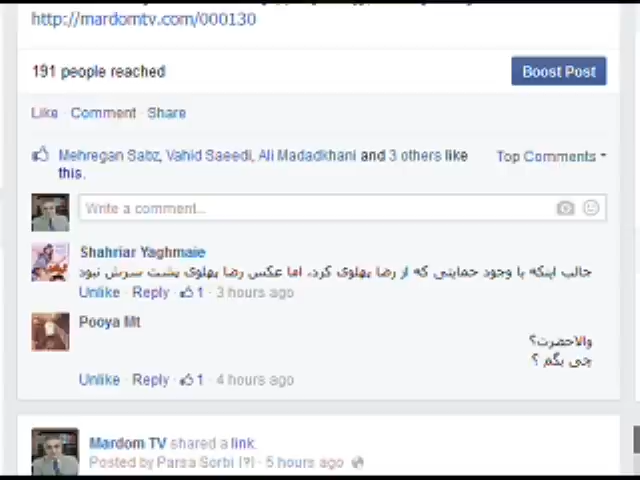 http://mardomtv.com/000130
191 people reached
Boost Post
Like · Comment · Share
Mehregan Sabz, Vahid Saeedi, Ali Madadkhani and 3 others like this.
Top Comments
Write a comment...
Shahriar Yaghmaie
جالب اینکه با وجود حمایتی که از رضا پهلوی کرد، اما عکس رضا پهلوی پشت سرش نبود
Unlike · Reply · 1 · 3 hours ago
Pooya Mt
والاحضرت؟
چی بگم ؟
Unlike · Reply · 1 · 4 hours ago
Mardom TV shared a link.
Posted by Parsa Sorbi [?] · 5 hours ago